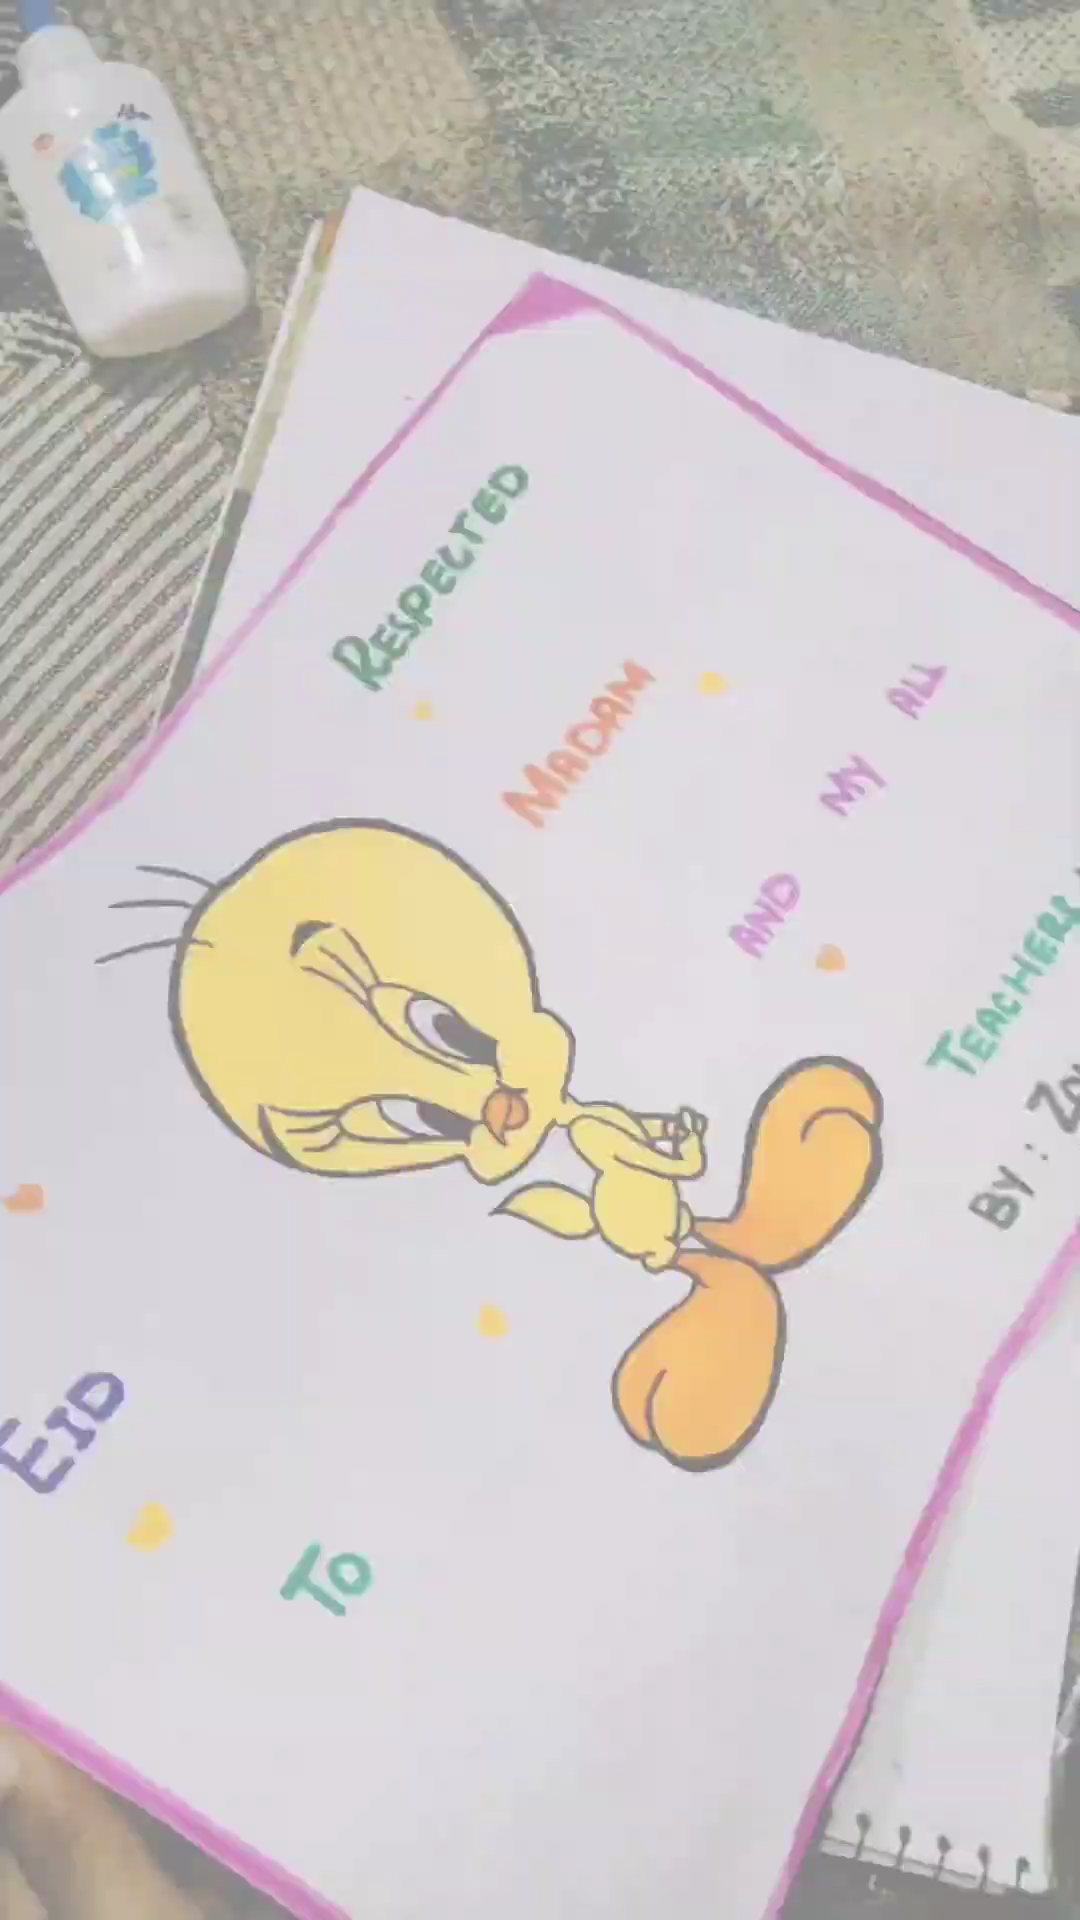 EID
TO
RESPECTED
MADAM
AND MY ALL
TEACHERS
BY :